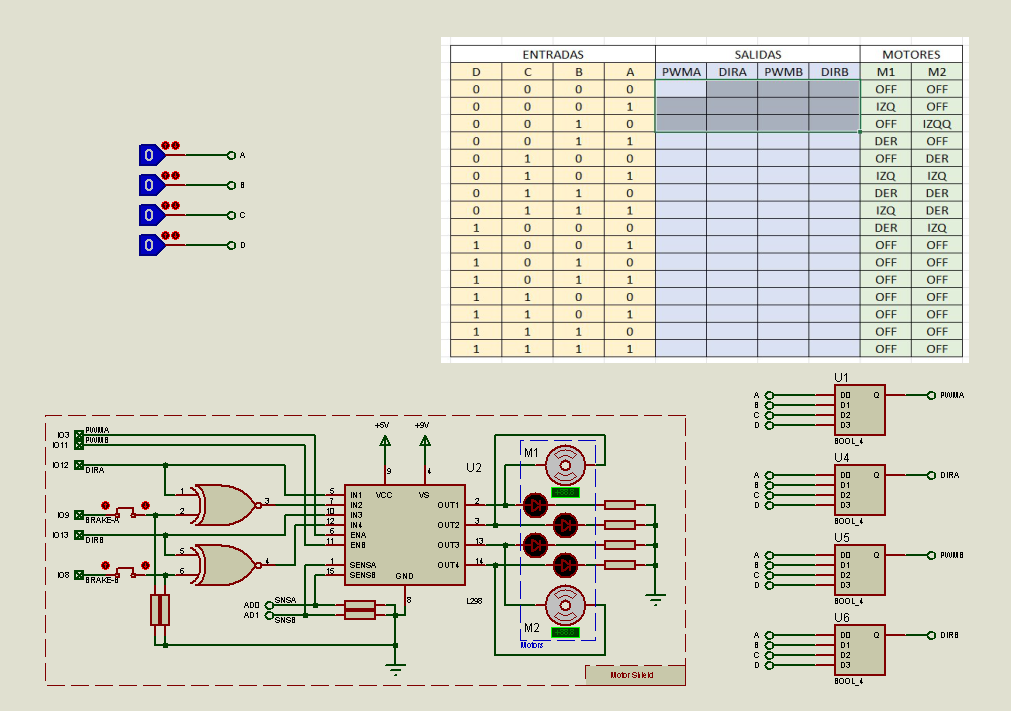 ENTRADAS SALIDAS MOTORES
D C B A PWMA DIRA PWMB DIRB M1 M2
0 0 0 0 OFF OFF
0 0 0 1 IZQ OFF
0 0 1 0 OFF IZQQ
0 0 1 1 DER OFF
0 1 0 0 OFF DER
0 1 0 1 IZQ IZQ
0 1 1 0 DER DER
0 1 1 1 IZQ DER
1 0 0 0 DER IZQ
1 0 0 1 OFF OFF
1 0 1 0 OFF OFF
1 0 1 1 OFF OFF
1 1 0 0 OFF OFF
1 1 0 1 OFF OFF
1 1 1 0 OFF OFF
1 1 1 1 OFF OFF
0 A
0 B
0 C
0 D
IO3 PWMA
IO11 PWMB
IO12 DIRA
IO9 BRAKE-A
IO13 DIRB
IO8 BRAKE-B
1
2 3
5
6 4
+5V +9V
9 4
U2
VCC VS
5 IN1 OUT1 2
7 IN2
10 IN3 OUT2 3
12 IN4
6 ENA OUT3 13
11 ENB
1 SENSA OUT4 14
15 SENSB
GND
8
L298
AD0 SNSA
AD1 SNSB
M1
M2
Motors
Motor Shield
U1
A D0 Q PWMA
B D1
C D2
D D3
BOOL_4
U4
A D0 Q DIRA
B D1
C D2
D D3
BOOL_4
U5
A D0 Q PWMB
B D1
C D2
D D3
BOOL_4
U6
A D0 Q DIRB
B D1
C D2
D D3
BOOL_4